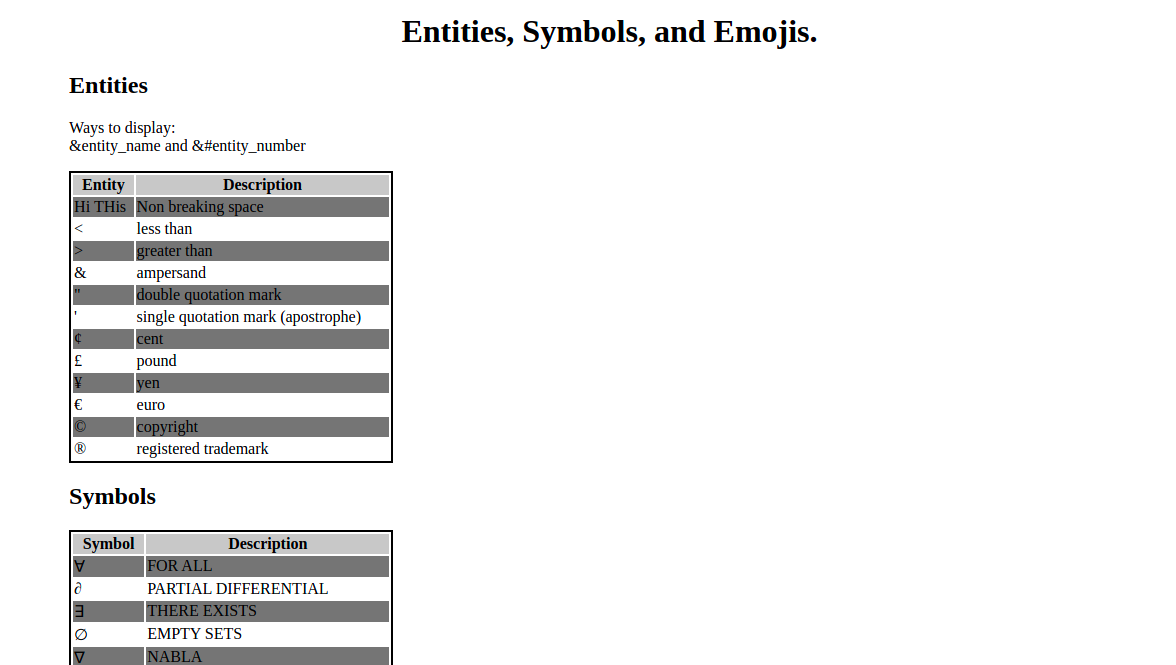 Entities, Symbols, and Emojis.
Entities
Ways to display:
&entity_name and &#entity_number
Entity Description
Hi THis Non breaking space
< less than
> greater than
& ampersand
" double quotation mark
' single quotation mark (apostrophe)
¢ cent
£ pound
¥ yen
€ euro
© copyright
® registered trademark
Symbols
Symbol Description
∀ FOR ALL
∂ PARTIAL DIFFERENTIAL
∃ THERE EXISTS
∅ EMPTY SETS
∇ NABLA